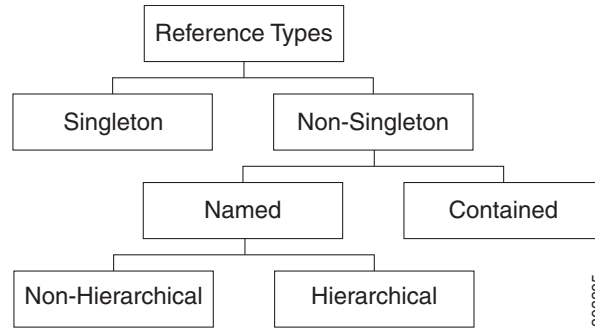 Reference Types
Singleton
Non-Singleton
Named
Contained
Non-Hierarchical
Hierarchical